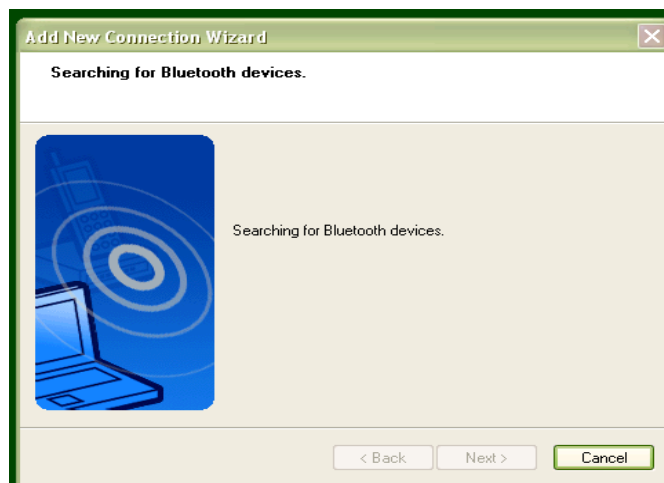 Add New Connection Wizard
Searching for Bluetooth devices.
Searching for Bluetooth devices.
< Back Next > Cancel